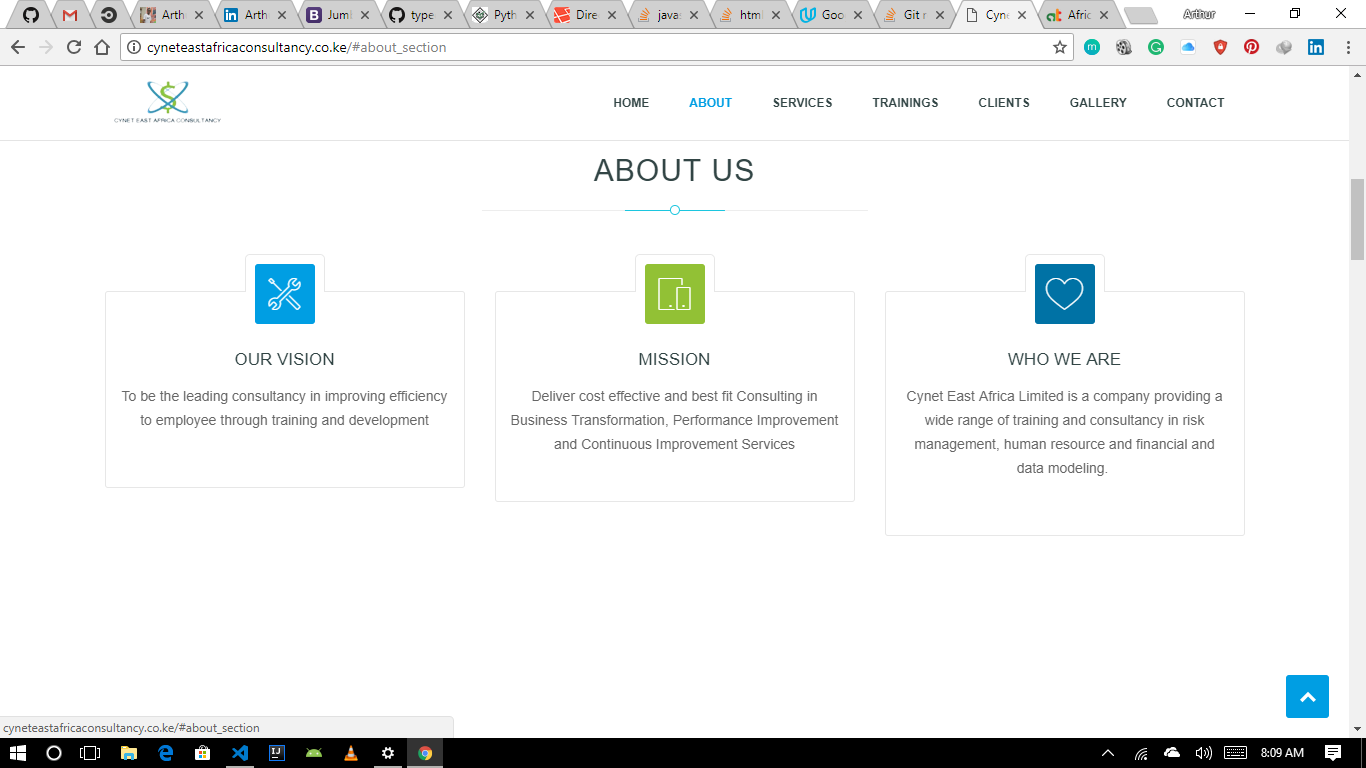 Arth
Arth
Juml
type
Pyth
Dire
javas
html
Goo
Git r
Cyne
Afric
Arthur
cyneteastafricaconsultancy.co.ke/#about_section
CYNET EAST AFRICA CONSULTANCY
HOME
ABOUT
SERVICES
TRAININGS
CLIENTS
GALLERY
CONTACT
ABOUT US
OUR VISION
To be the leading consultancy in improving efficiency
to employee through training and development
MISSION
Deliver cost effective and best fit Consulting in
Business Transformation, Performance Improvement
and Continuous Improvement Services
WHO WE ARE
Cynet East Africa Limited is a company providing a
wide range of training and consultancy in risk
management, human resource and financial and
data modeling.
cyneteastafricaconsultancy.co.ke/#about_section
8:09 AM